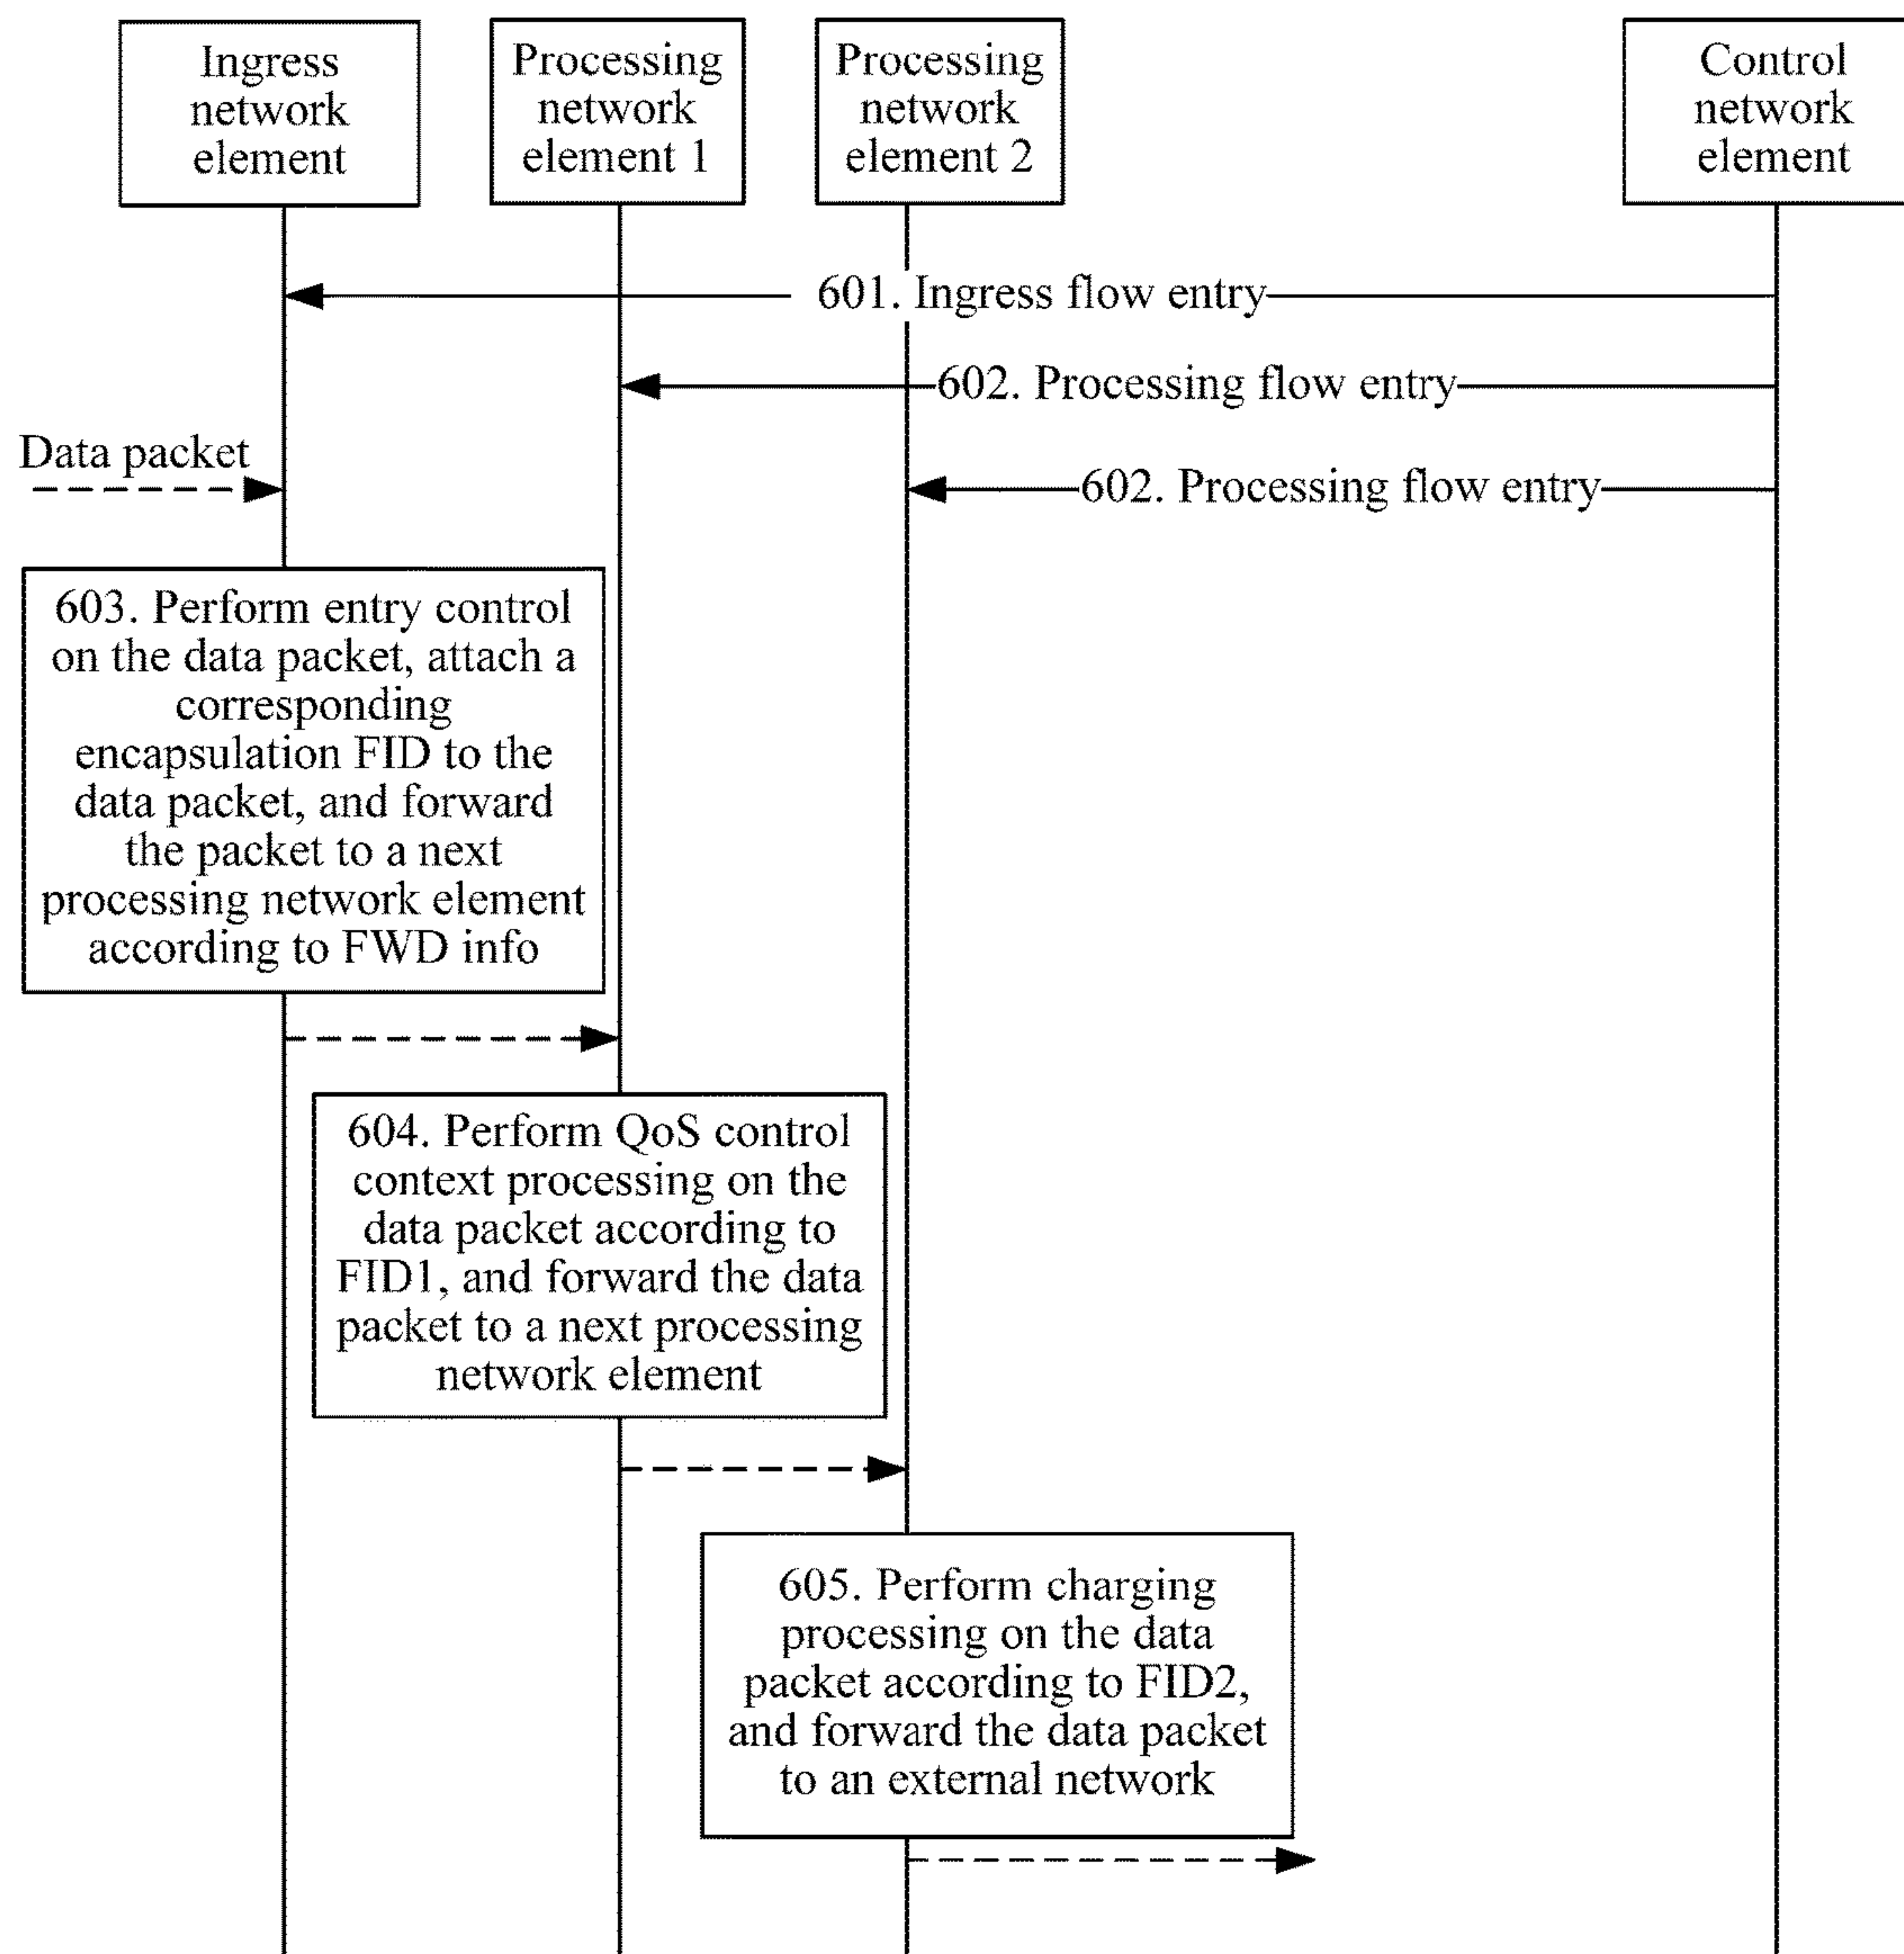 Ingress
network
element
Processing
network
element 1
Processing
network
element 2
Control
network
element
601. Ingress flow entry
602. Processing flow entry
Data packet
602. Processing flow entry
603. Perform entry control
on the data packet, attach a
corresponding
encapsulation FID to the
data packet, and forward
the packet to a next
processing network element
according to FWD info
604. Perform QoS control
context processing on the
data packet according to
FID1, and forward the data
packet to a next processing
network element
605. Perform charging
processing on the data
packet according to FID2,
and forward the data packet
to an external network